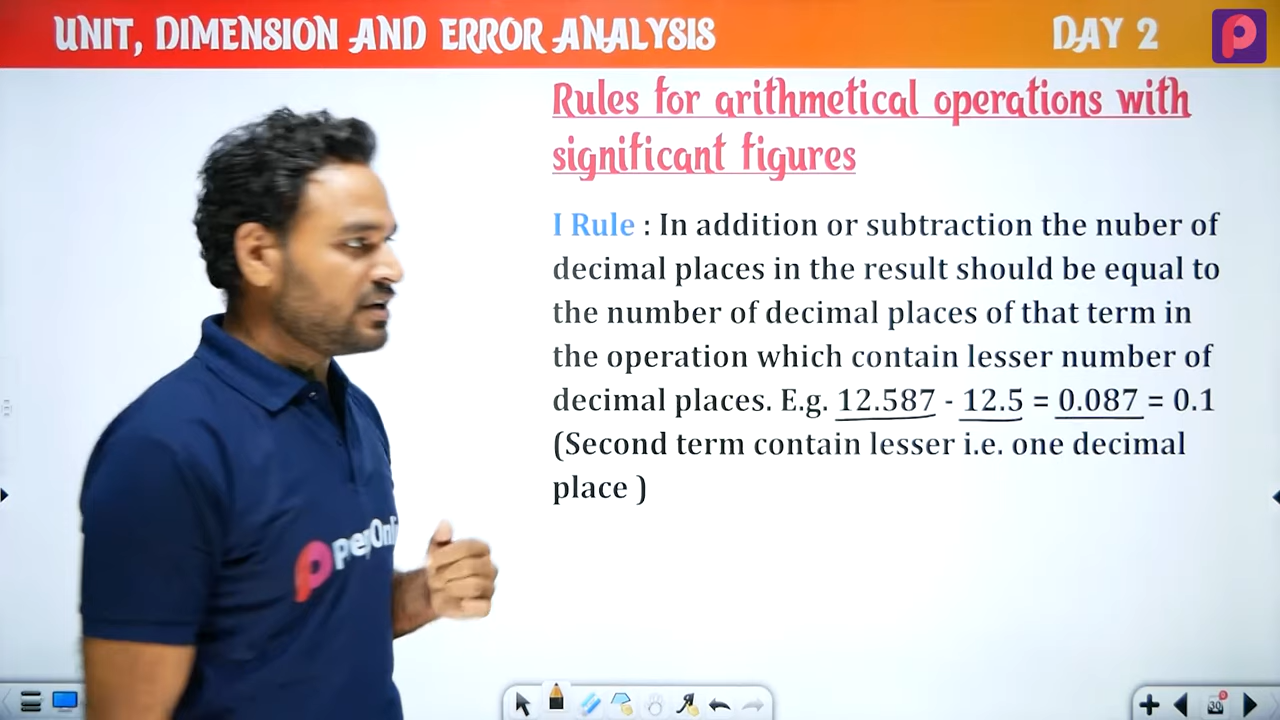 UNIT, DIMENSION AND ERROR ANALYSIS
DAY 2
Rules for arithmetical operations with
significant figures
I Rule : In addition or subtraction the nuber of
decimal places in the result should be equal to
the number of decimal places of that term in
the operation which contain lesser number of
decimal places. E.g. 12.587 - 12.5 = 0.087 = 0.1
(Second term contain lesser i.e. one decimal
place )
30